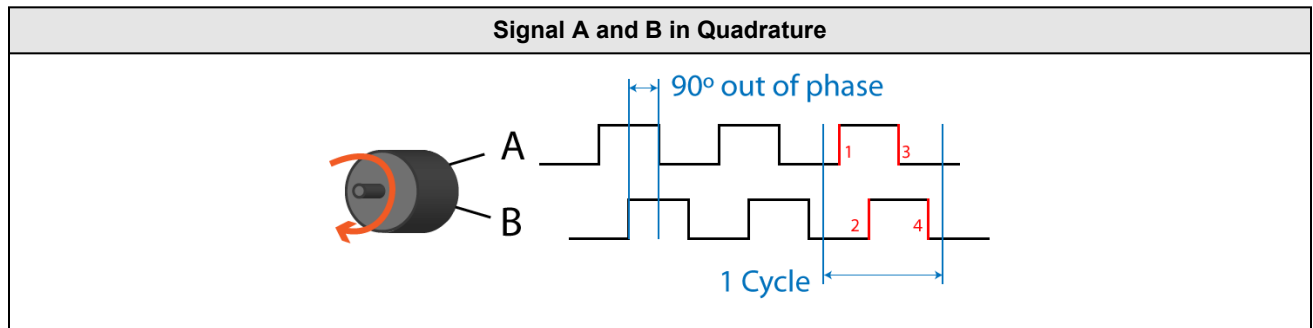 Signal A and B in Quadrature
90º out of phase
A
1
3
B
2
4
1 Cycle